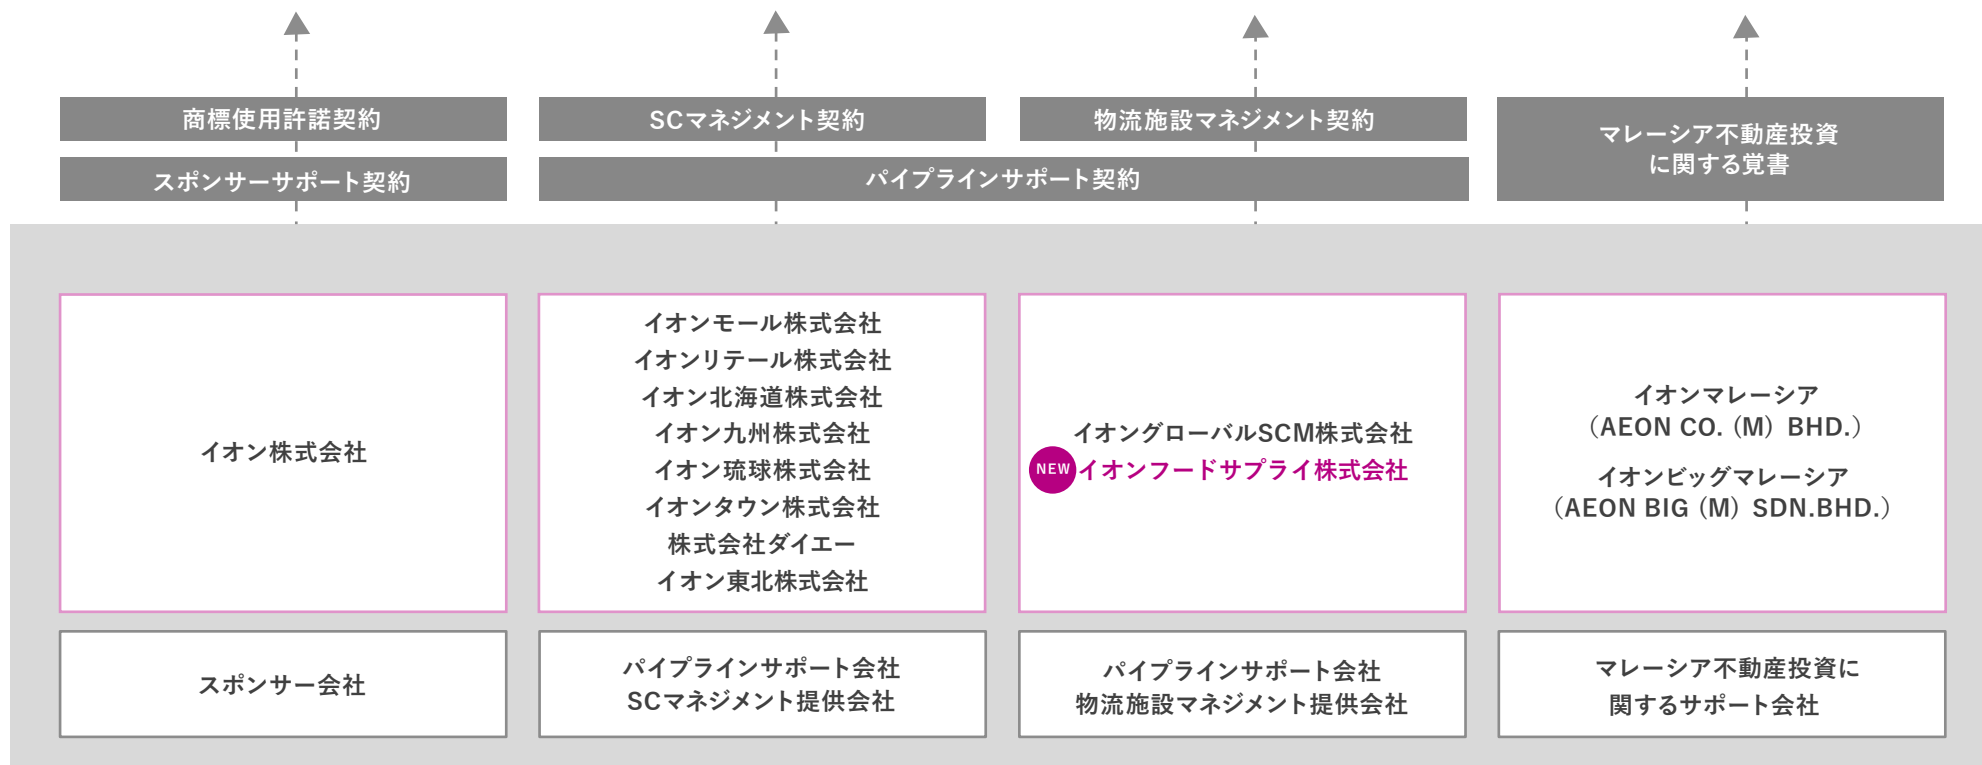 商標使用許諾契約
スポンサーサポート契約
SCマネジメント契約
物流施設マネジメント契約
パイプラインサポート契約
マレーシア不動産投資
に関する覚書
イオン株式会社
イオンモール株式会社
イオンリテール株式会社
イオン北海道株式会社
イオン九州株式会社
イオン琉球株式会社
イオンタウン株式会社
株式会社ダイエー
イオン東北株式会社
イオングローバルSCM株式会社
NEW イオンフードサプライ株式会社
イオンマレーシア
（AEON CO.（M）BHD.）
イオンビッグマレーシア
（AEON BIG（M）SDN.BHD.）
スポンサー会社
パイプラインサポート会社
SCマネジメント提供会社
パイプラインサポート会社
物流施設マネジメント提供会社
マレーシア不動産投資に
関するサポート会社